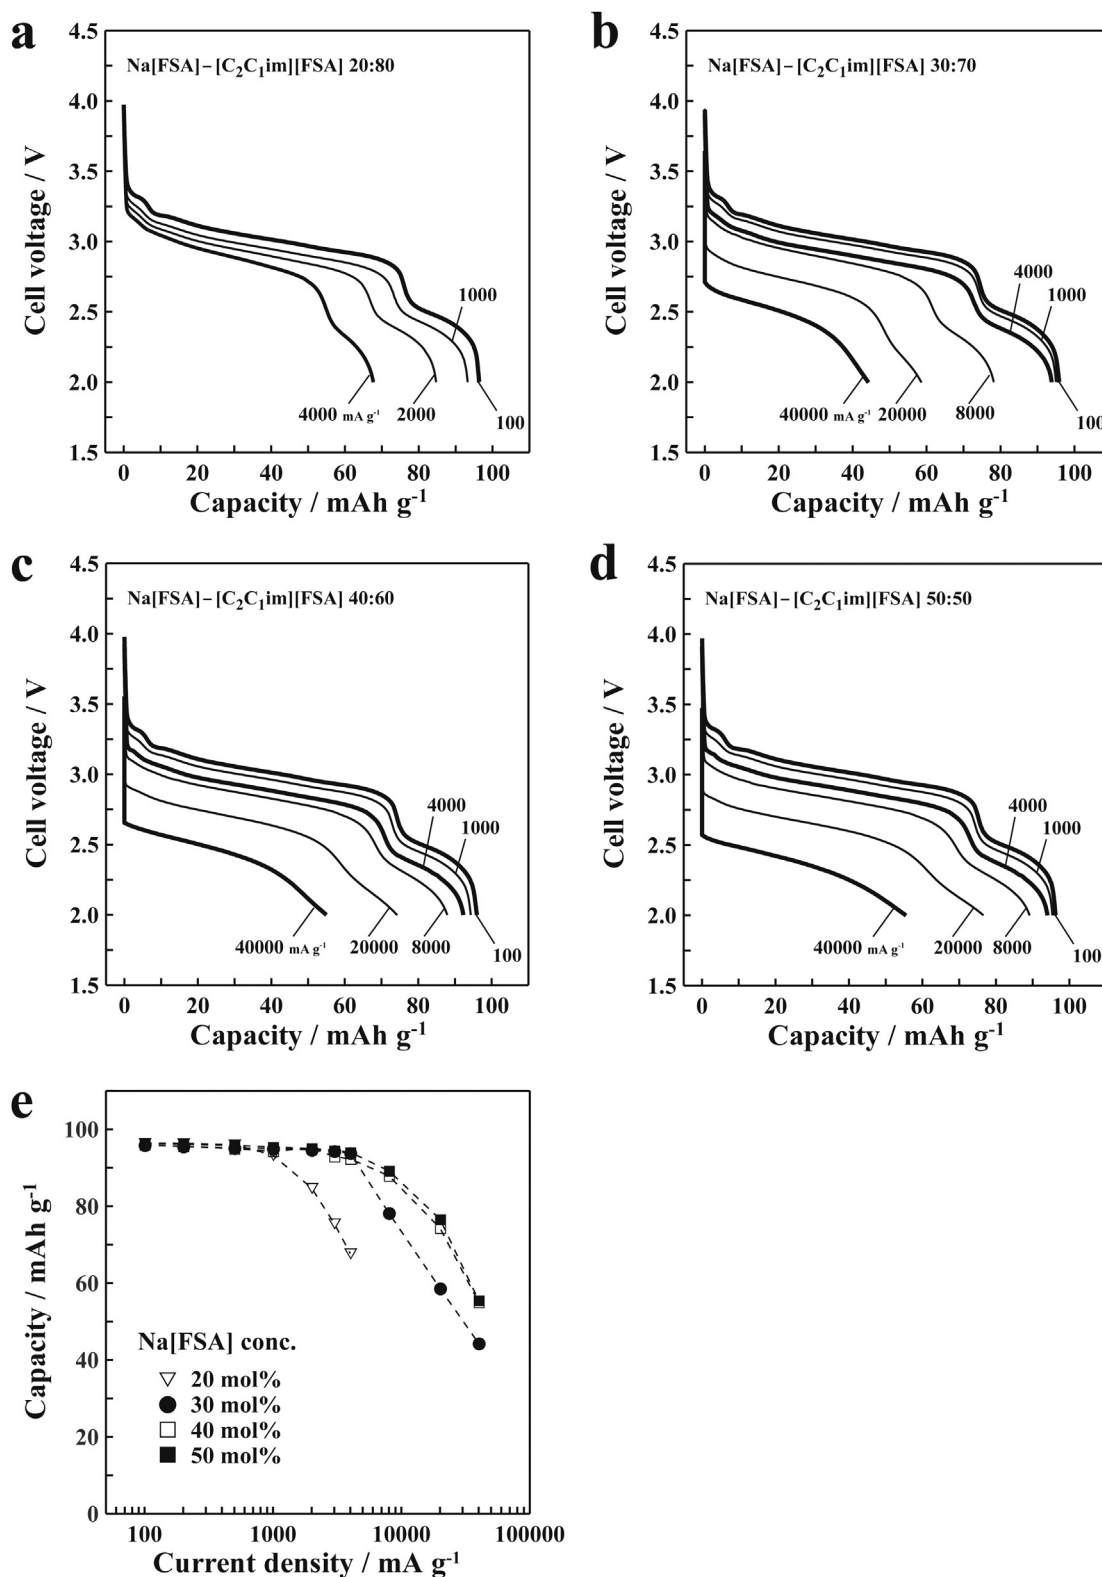 a
Na[FSA]–[C₂C₁im][FSA] 20:80
Cell voltage / V
4.5
4.0
3.5
3.0
2.5
2.0
1.5
1000
4000 mA g⁻¹
2000
100
0 20 40 60 80 100
Capacity / mAh g⁻¹
b
Na[FSA]–[C₂C₁im][FSA] 30:70
Cell voltage / V
4.5
4.0
3.5
3.0
2.5
2.0
1.5
4000
1000
40000 mA g⁻¹
20000
8000
100
0 20 40 60 80 100
Capacity / mAh g⁻¹
c
Na[FSA]–[C₂C₁im][FSA] 40:60
Cell voltage / V
4.5
4.0
3.5
3.0
2.5
2.0
1.5
4000
1000
40000 mA g⁻¹
20000
8000
100
0 20 40 60 80 100
Capacity / mAh g⁻¹
d
Na[FSA]–[C₂C₁im][FSA] 50:50
Cell voltage / V
4.5
4.0
3.5
3.0
2.5
2.0
1.5
4000
1000
40000 mA g⁻¹
20000
8000
100
0 20 40 60 80 100
Capacity / mAh g⁻¹
e
Capacity / mAh g⁻¹
100
80
60
40
20
0
Na[FSA] conc.
20 mol%
30 mol%
40 mol%
50 mol%
100 1000 10000 100000
Current density / mA g⁻¹